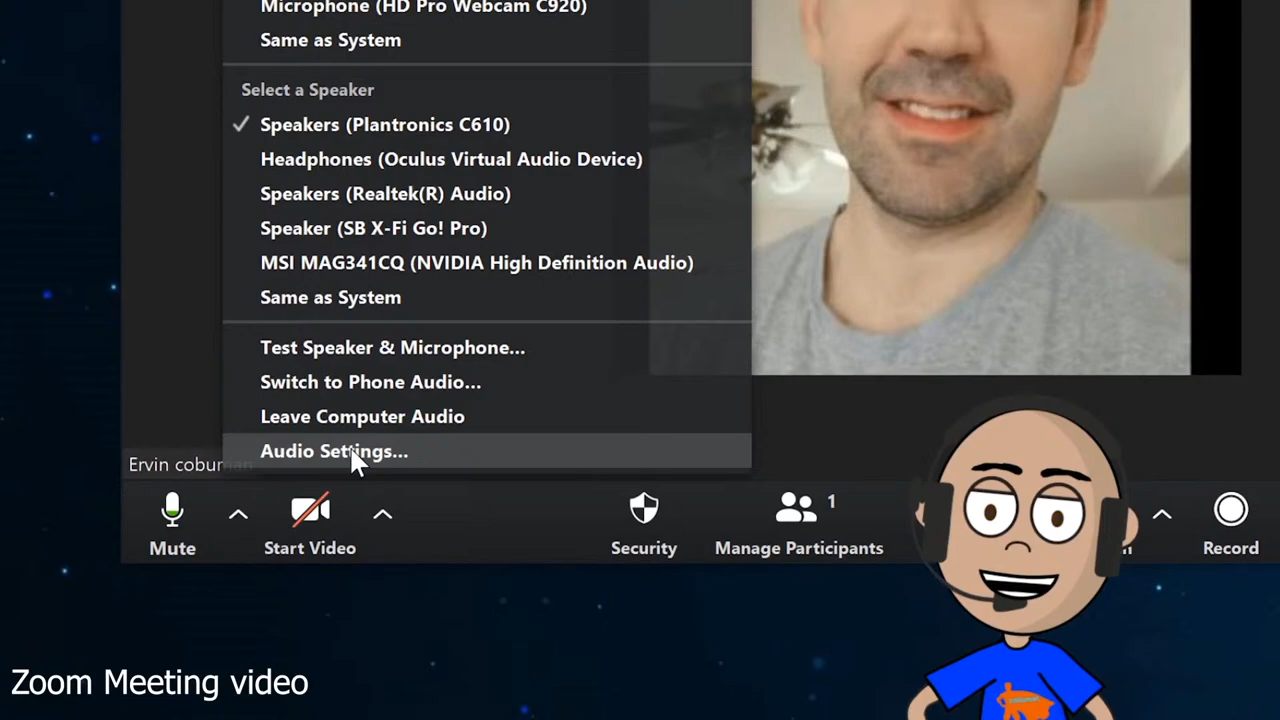 Microphone (HD Pro Webcam C920)
Same as System
Select a Speaker
Speakers (Plantronics C610)
Headphones (Oculus Virtual Audio Device)
Speakers (Realtek(R) Audio)
Speaker (SB X-Fi Go! Pro)
MSI MAG341CQ (NVIDIA High Definition Audio)
Same as System
Test Speaker & Microphone...
Switch to Phone Audio...
Leave Computer Audio
Audio Settings...
Ervin coburn
1
Mute
Start Video
Security
Manage Participants
Record
Zoom Meeting video